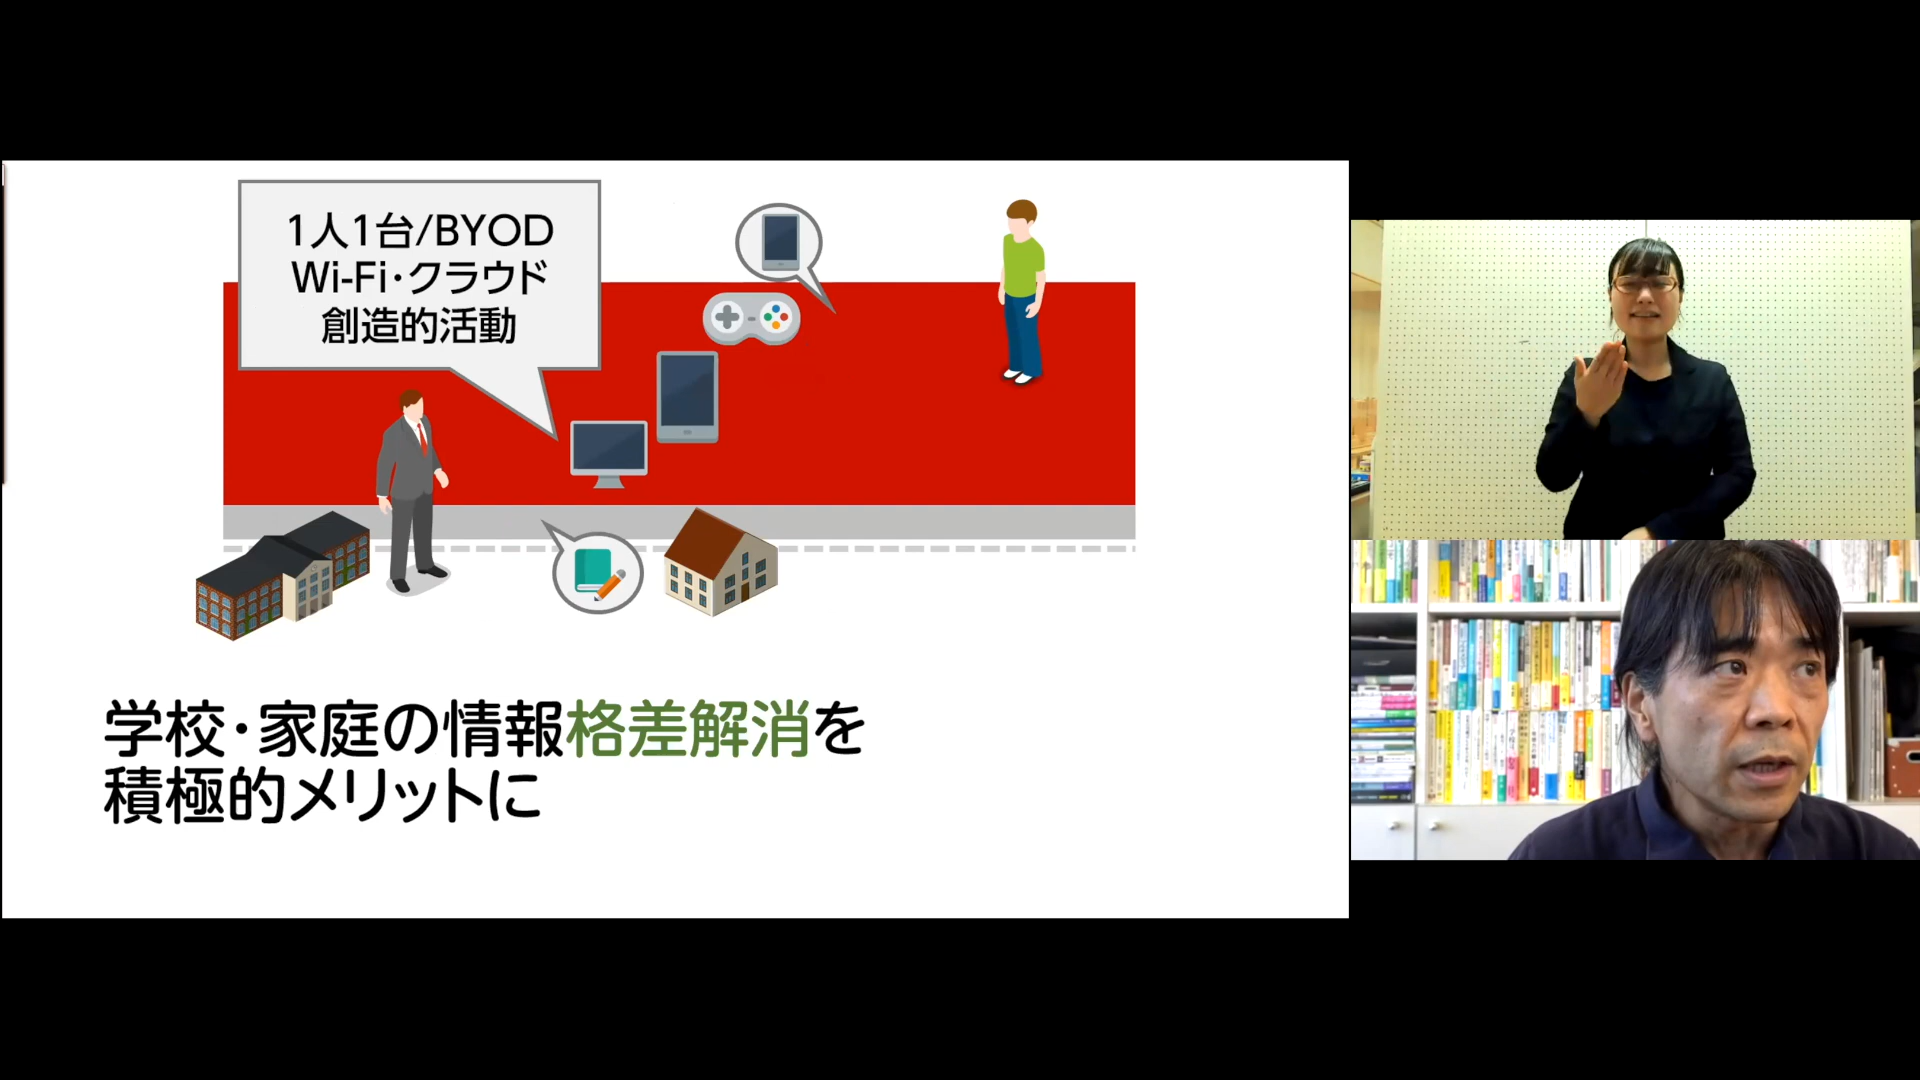 1人1台/BYOD
Wi-Fi・クラウド
創造的活動
学校・家庭の情報格差解消を
積極的メリットに